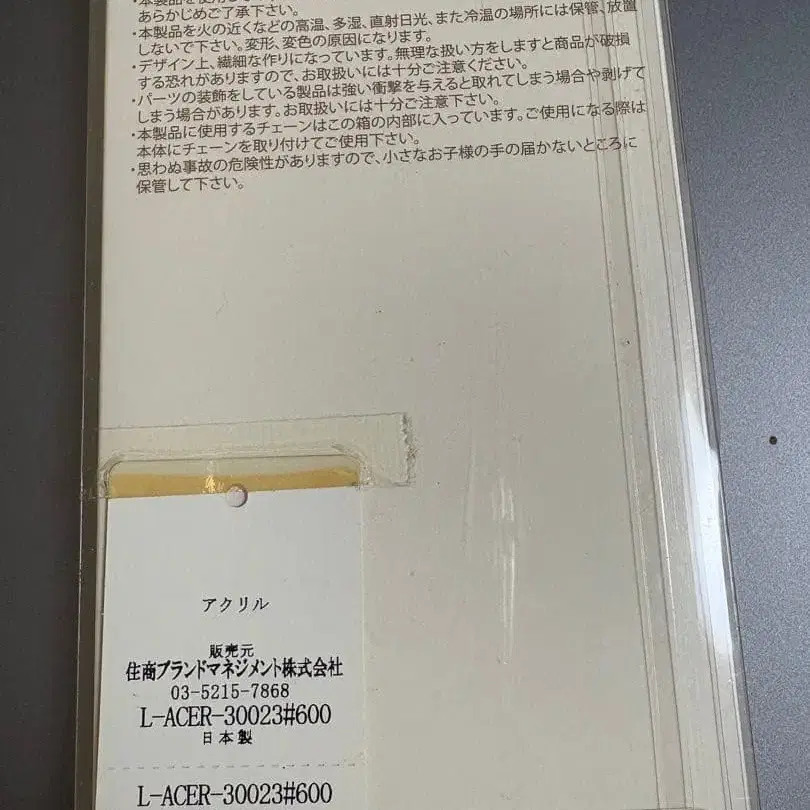 ・本製品を使用して
あらかじめご了承下さい。
・本製品を火の近くなどの高温、多湿、直射日光、また冷温の場所には保管、放置
しないで下さい。変形、変色の原因になります。
・デザイン上、繊細な作りになっています。無理な扱い方をしますと商品が破損
する恐れがありますので、お取扱いには十分ご注意ください。
・パーツの装飾をしている製品は強い衝撃を与えると取れてしまう場合や剥げて
しまう場合があります。お取扱いには十分ご注意下さい。
・本製品に使用するチェーンはこの箱の内部に入っています。ご使用になる際は
本体にチェーンを取り付けてご使用下さい。
・思わぬ事故の危険性がありますので、小さなお子様の手の届かないところに
保管して下さい。
アクリル
販売元
住商ブランドマネジメント株式会社
03-5215-7868
L-ACER-30023#600
日本製
L-ACER-30023#600